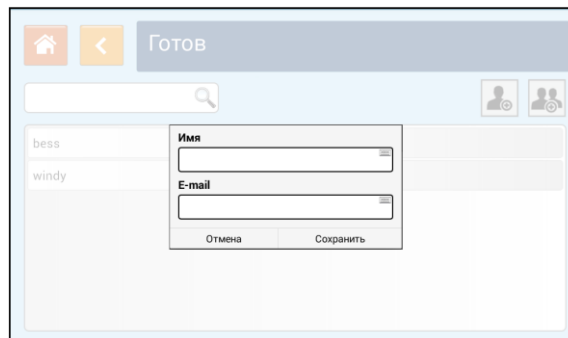 Готов
bess
windy
Имя
E-mail
Отмена Сохранить